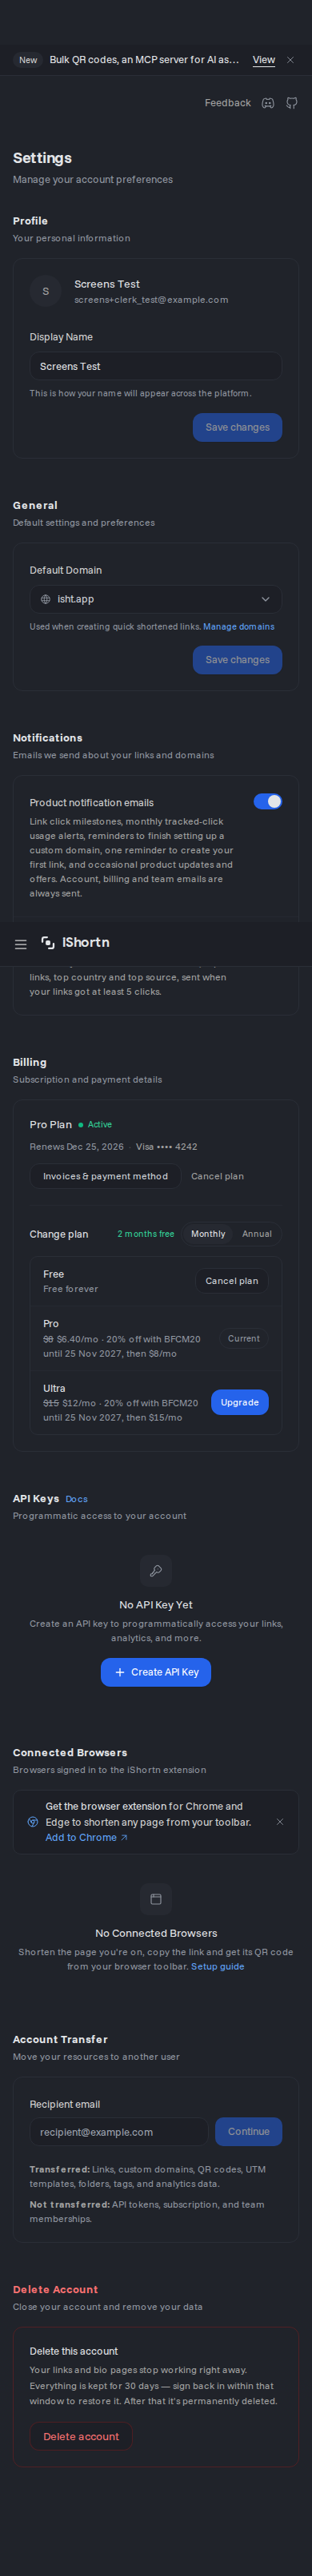 New Bulk QR codes, an MCP server for AI as... View
Feedback
Settings
Manage your account preferences
Profile
Your personal information
S
Screens Test
screens+clerk_test@example.com
Display Name
Screens Test
This is how your name will appear across the platform.
Save changes
General
Default settings and preferences
Default Domain
isht.app
Used when creating quick shortened links. Manage domains
Save changes
Notifications
Emails we send about your links and domains
Product notification emails
Link click milestones, monthly tracked-click
usage alerts, reminders to finish setting up a
custom domain, one reminder to create your
first link, and occasional product updates and
offers. Account, billing and team emails are
always sent.
IShortn
links, top country and top source, sent when
your links got at least 5 clicks.
Billing
Subscription and payment details
Pro Plan Active
Renews Dec 25, 2026 · Visa •••• 4242
Invoices & payment method Cancel plan
Change plan 2 months free Monthly Annual
Free
Free forever
Cancel plan
Pro
$8 $6.40/mo · 20% off with BFCM20
until 25 Nov 2027, then $8/mo
Current
Ultra
$15 $12/mo · 20% off with BFCM20
until 25 Nov 2027, then $15/mo
Upgrade
API Keys Docs
Programmatic access to your account
No API Key Yet
Create an API key to programmatically access your links,
analytics, and more.
Create API Key
Connected Browsers
Browsers signed in to the iShortn extension
Get the browser extension for Chrome and
Edge to shorten any page from your toolbar.
Add to Chrome
No Connected Browsers
Shorten the page you're on, copy the link and get its QR code
from your browser toolbar. Setup guide
Account Transfer
Move your resources to another user
Recipient email
recipient@example.com Continue
Transferred: Links, custom domains, QR codes, UTM
templates, folders, tags, and analytics data.
Not transferred: API tokens, subscription, and team
memberships.
Delete Account
Close your account and remove your data
Delete this account
Your links and bio pages stop working right away.
Everything is kept for 30 days — sign back in within that
window to restore it. After that it's permanently deleted.
Delete account